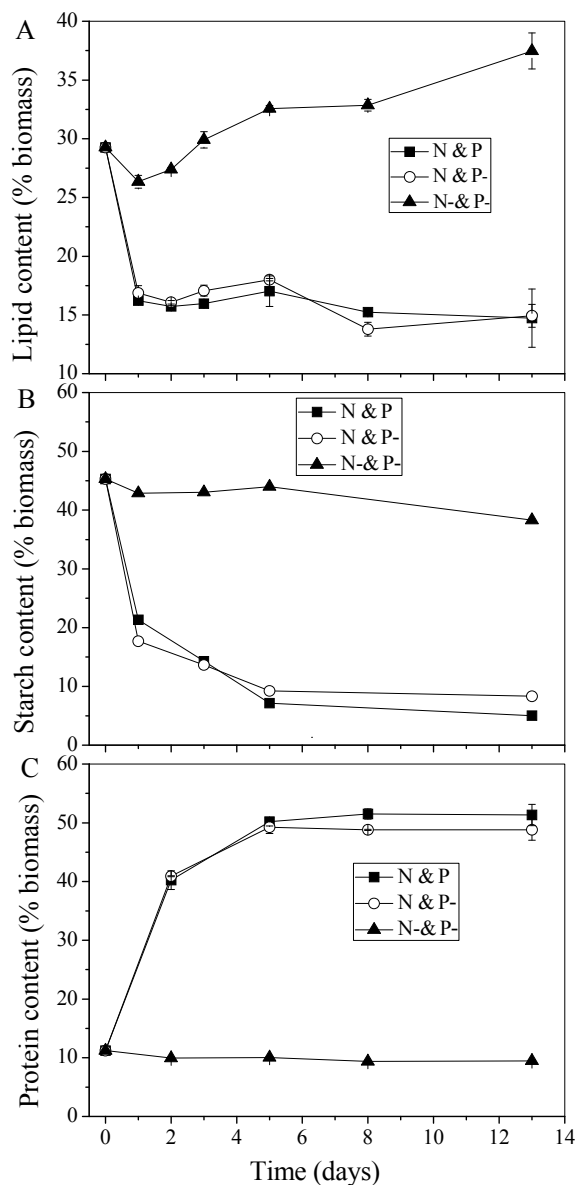 A
Lipid content (% biomass)
40
35
30
25
20
15
10
N & P
N & P-
N-& P-
B
Starch content (% biomass)
60
50
40
30
20
10
0
N & P
N & P-
N-& P-
C
Protein content (% biomass)
60
50
40
30
20
10
0
N & P
N & P-
N-& P-
0 2 4 6 8 10 12 14
Time (days)